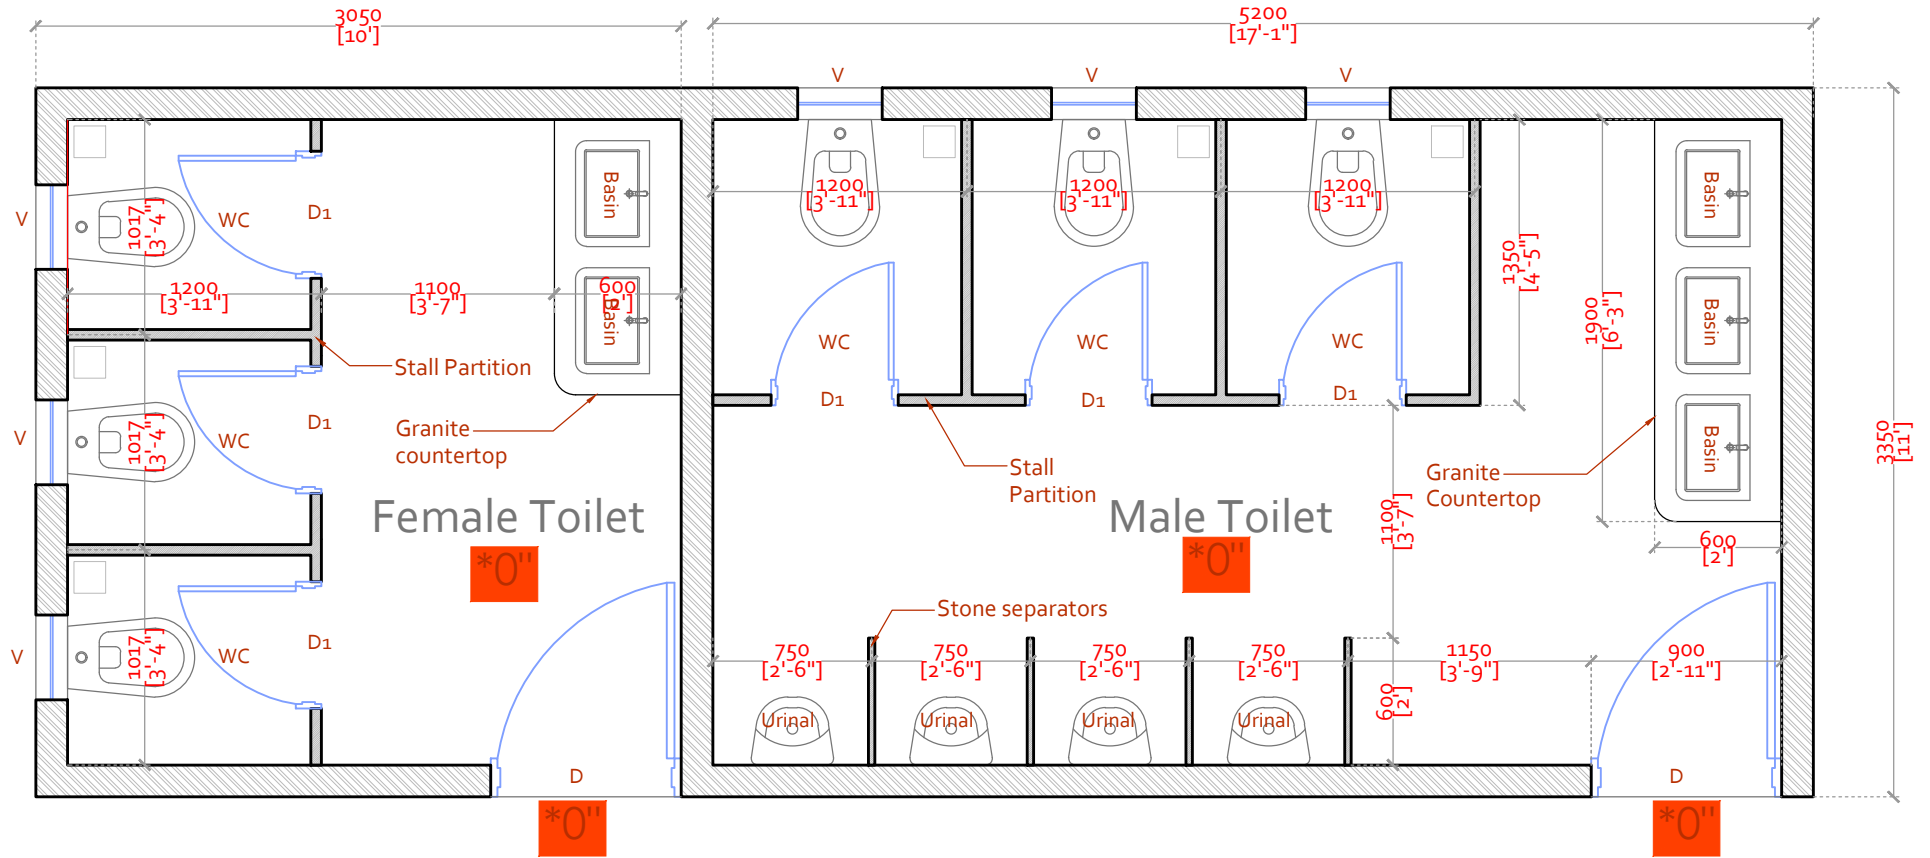 3050
[10']
5200
[17'-1"]
V
V
V
1200
[3'-11"]
1200
[3'-11"]
1200
[3'-11"]
Basin
Basin
V
1017
[3'-4"]
WC
D1
1200
[3'-11"]
1100
[3'-7"]
600
[2']
Basin
Basin
1350
[4'-5"]
1900
[6'-3"]
Basin
Stall Partition
WC
WC
WC
D1
D1
D1
Granite
countertop
V
1017
[3'-4"]
WC
D1
Basin
3350
[11']
Stall
Partition
Granite
Countertop
Female Toilet
*0"
Male Toilet
*0"
1100
[3'-7"]
600
[2']
Stone separators
V
1017
[3'-4"]
WC
D1
750
[2'-6"]
750
[2'-6"]
750
[2'-6"]
750
[2'-6"]
1150
[3'-9"]
900
[2'-11"]
600
[2']
Urinal
Urinal
Urinal
Urinal
D
D
*0"
*0"